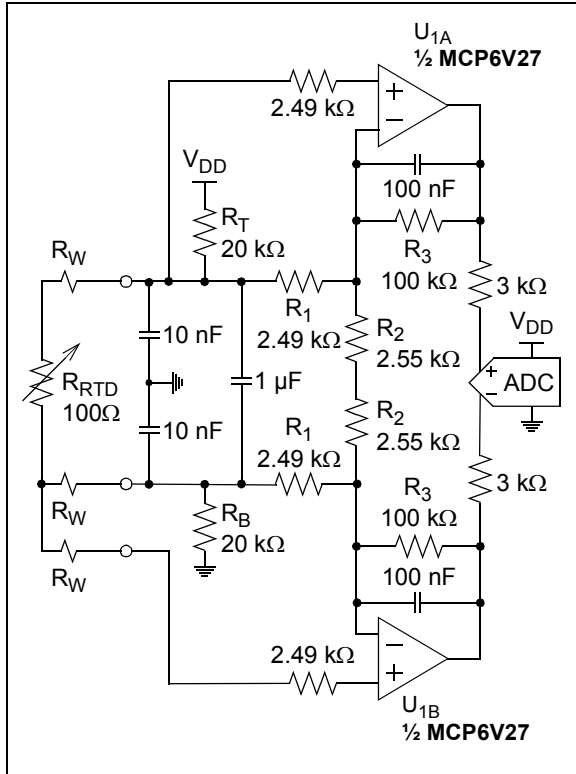 U1A
½ MCP6V27
2.49 kΩ
+
−
VDD
100 nF
RT
20 kΩ
R3
100 kΩ
3 kΩ
RW
R1
2.49 kΩ
R2
2.55 kΩ
10 nF
VDD
RRTD
100Ω
1 µF
+
−
ADC
R2
2.55 kΩ
10 nF
R1
2.49 kΩ
3 kΩ
RW
RB
20 kΩ
R3
100 kΩ
RW
100 nF
2.49 kΩ
−
+
U1B
½ MCP6V27